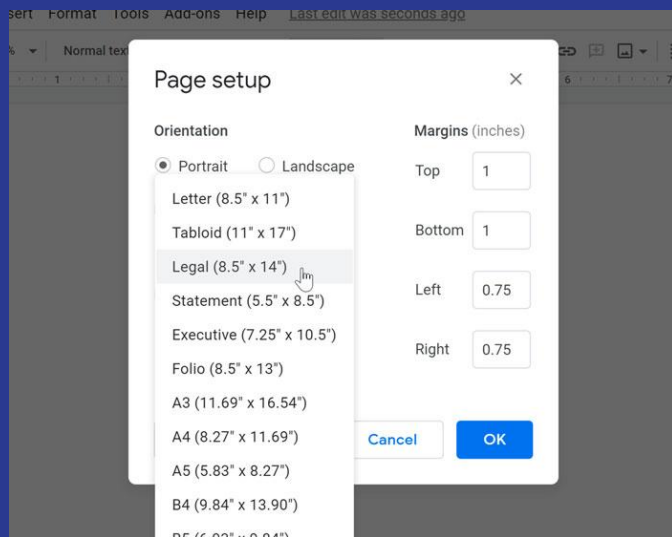 sert Format Tools Add-ons Help Last edit was seconds ago
% Normal tex
1 6 7
Page setup
Orientation Margins (inches)
Portrait Landscape Top 1
Letter (8.5" x 11")
Tabloid (11" x 17") Bottom 1
Legal (8.5" x 14")
Statement (5.5" x 8.5") Left 0.75
Executive (7.25" x 10.5")
Folio (8.5" x 13") Right 0.75
A3 (11.69" x 16.54")
A4 (8.27" x 11.69") Cancel OK
A5 (5.83" x 8.27")
B4 (9.84" x 13.90")